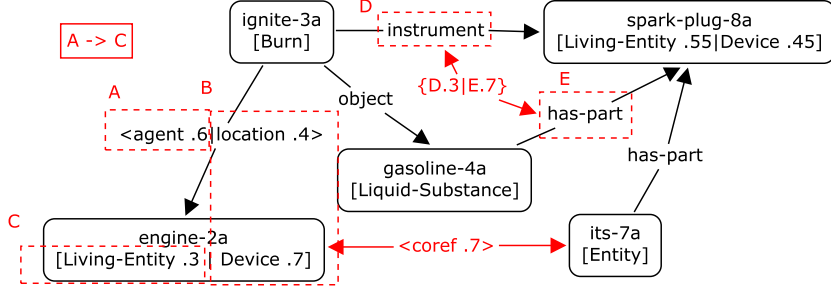 D
ignite-3a
[Burn]
instrument
spark-plug-8a
[Living-Entity .55|Device .45]
A -> C
{D.3|E.7}
E
A
B
object
<agent .6|location .4>
has-part
has-part
gasoline-4a
[Liquid-Substance]
C
engine-2a
[Living-Entity .3 | Device .7]
<coref .7>
its-7a
[Entity]